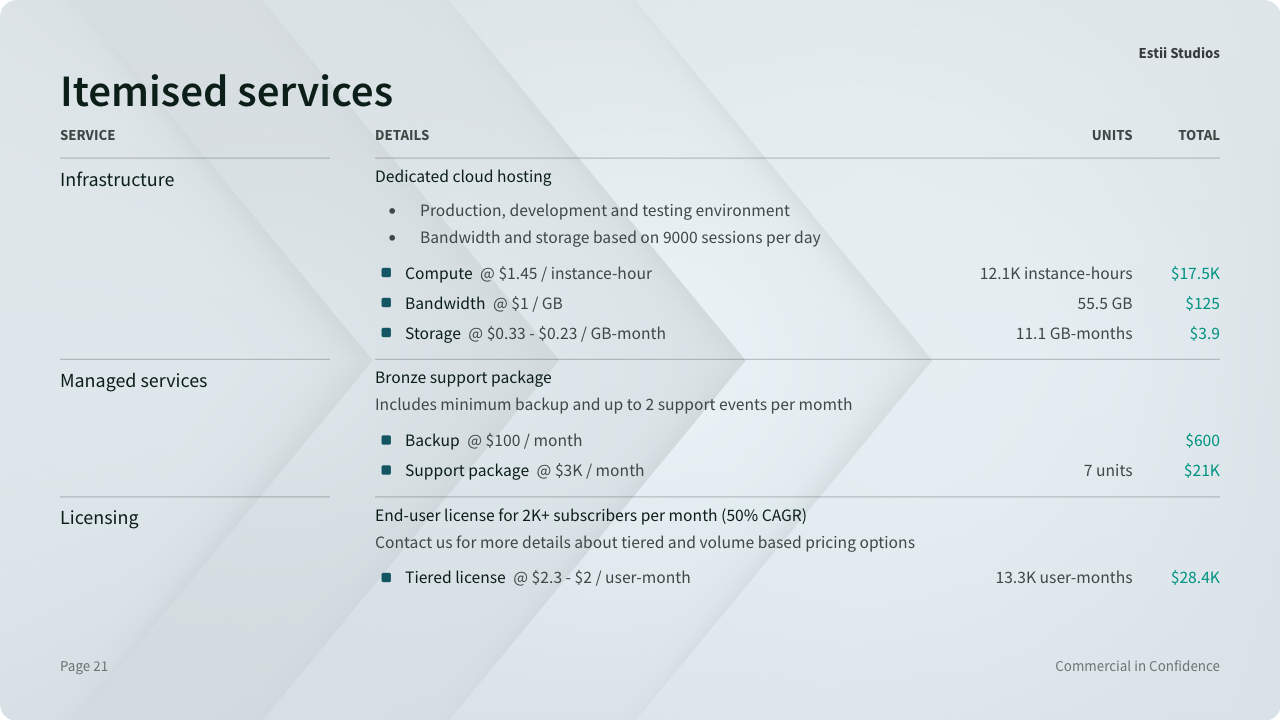 Estii Studios
Itemised services
SERVICE DETAILS UNITS TOTAL
Infrastructure
Dedicated cloud hosting
• Production, development and testing environment
• Bandwidth and storage based on 9000 sessions per day
Compute @ $1.45 / instance-hour 12.1K instance-hours $17.5K
Bandwidth @ $1 / GB 55.5 GB $125
Storage @ $0.33 - $0.23 / GB-month 11.1 GB-months $3.9
Managed services
Bronze support package
Includes minimum backup and up to 2 support events per momth
Backup @ $100 / month $600
Support package @ $3K / month 7 units $21K
Licensing
End-user license for 2K+ subscribers per month (50% CAGR)
Contact us for more details about tiered and volume based pricing options
Tiered license @ $2.3 - $2 / user-month 13.3K user-months $28.4K
Page 21 Commercial in Confidence